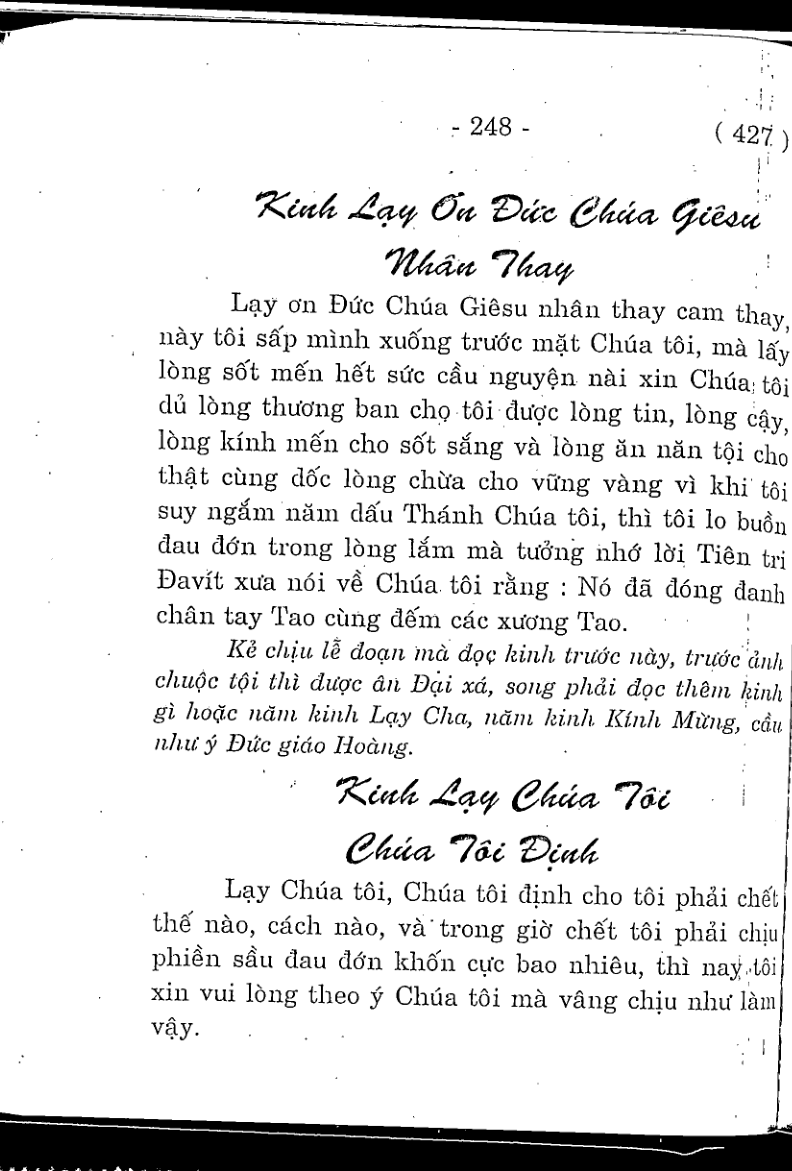 - 248 -
( 427 )
Kinh Lạy Ơn Đức Chúa Giêsu
Nhân Thay
Lạy ơn Đức Chúa Giêsu nhân thay cam thay,
này tôi sấp mình xuống trước mặt Chúa tôi, mà lấy
lòng sốt mến hết sức cầu nguyện nài xin Chúa tôi
dủ lòng thương ban cho tôi được lòng tin, lòng cậy,
lòng kính mến cho sốt sắng và lòng ăn năn tội cho
thật cùng dốc lòng chừa cho vững vàng vì khi tôi
suy ngắm năm dấu Thánh Chúa tôi, thì tôi lo buồn
đau đớn trong lòng lắm mà tưởng nhớ lời Tiên tri
Đavít xưa nói về Chúa tôi rằng : Nó đã đóng đanh
chân tay Tao cùng đếm các xương Tao.
Kẻ chịu lễ đoạn mà đọc kinh trước này, trước ảnh
chuộc tội thì được ân Đại xá, song phải đọc thêm kinh
gì hoặc năm kinh Lạy Cha, năm kinh Kính Mừng, cầu
như ý Đức giáo Hoàng.
Kinh Lạy Chúa Tôi
Chúa Tôi Định
Lạy Chúa tôi, Chúa tôi định cho tôi phải chết
thế nào, cách nào, và trong giờ chết tôi phải chịu
phiền sầu đau đớn khốn cực bao nhiêu, thì nay tôi
xin vui lòng theo ý Chúa tôi mà vâng chịu như làm
vậy.